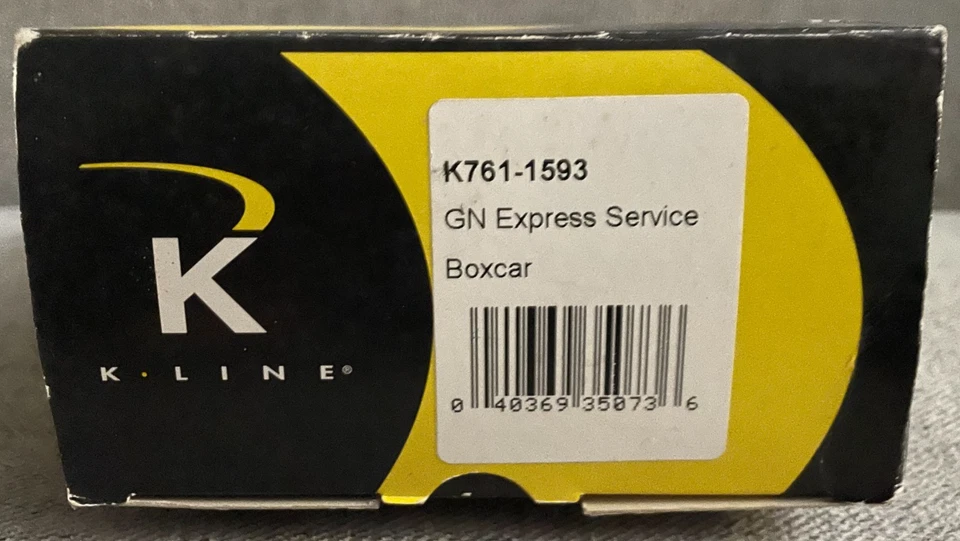 K
K·LINE®
K761-1593
GN Express Service
Boxcar
0 40369 35073 6